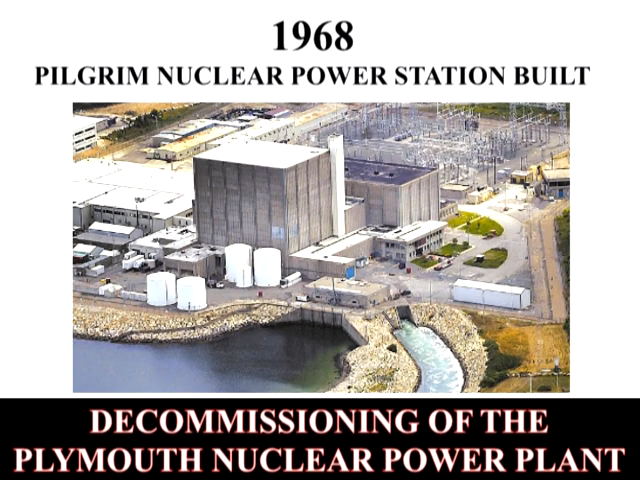 1968
PILGRIM NUCLEAR POWER STATION BUILT
DECOMMISSIONING OF THE
PLYMOUTH NUCLEAR POWER PLANT